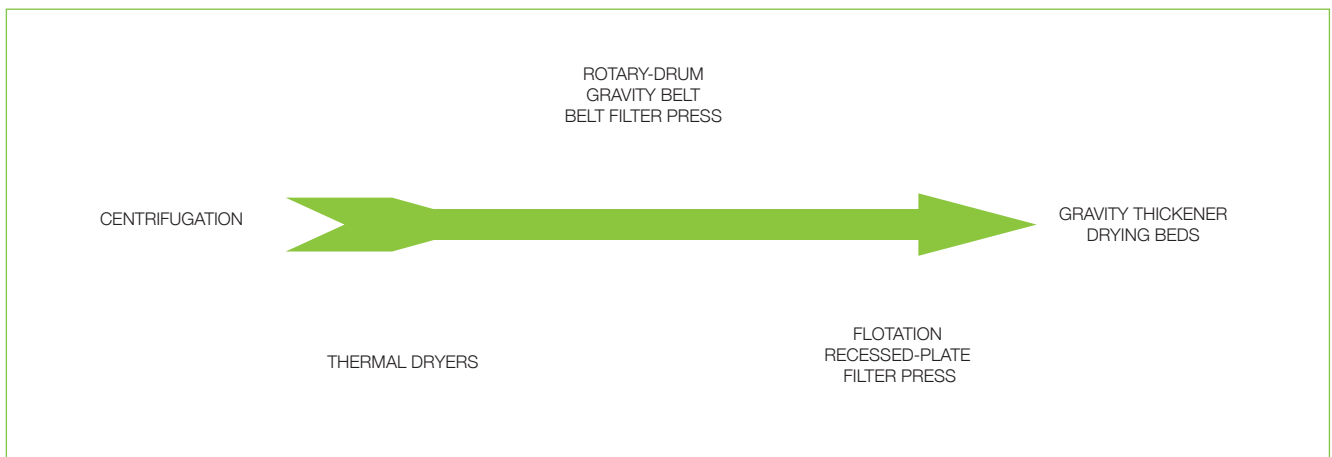 ROTARY-DRUM
GRAVITY BELT
BELT FILTER PRESS
CENTRIFUGATION
GRAVITY THICKENER
DRYING BEDS
THERMAL DRYERS
FLOTATION
RECESSED-PLATE
FILTER PRESS